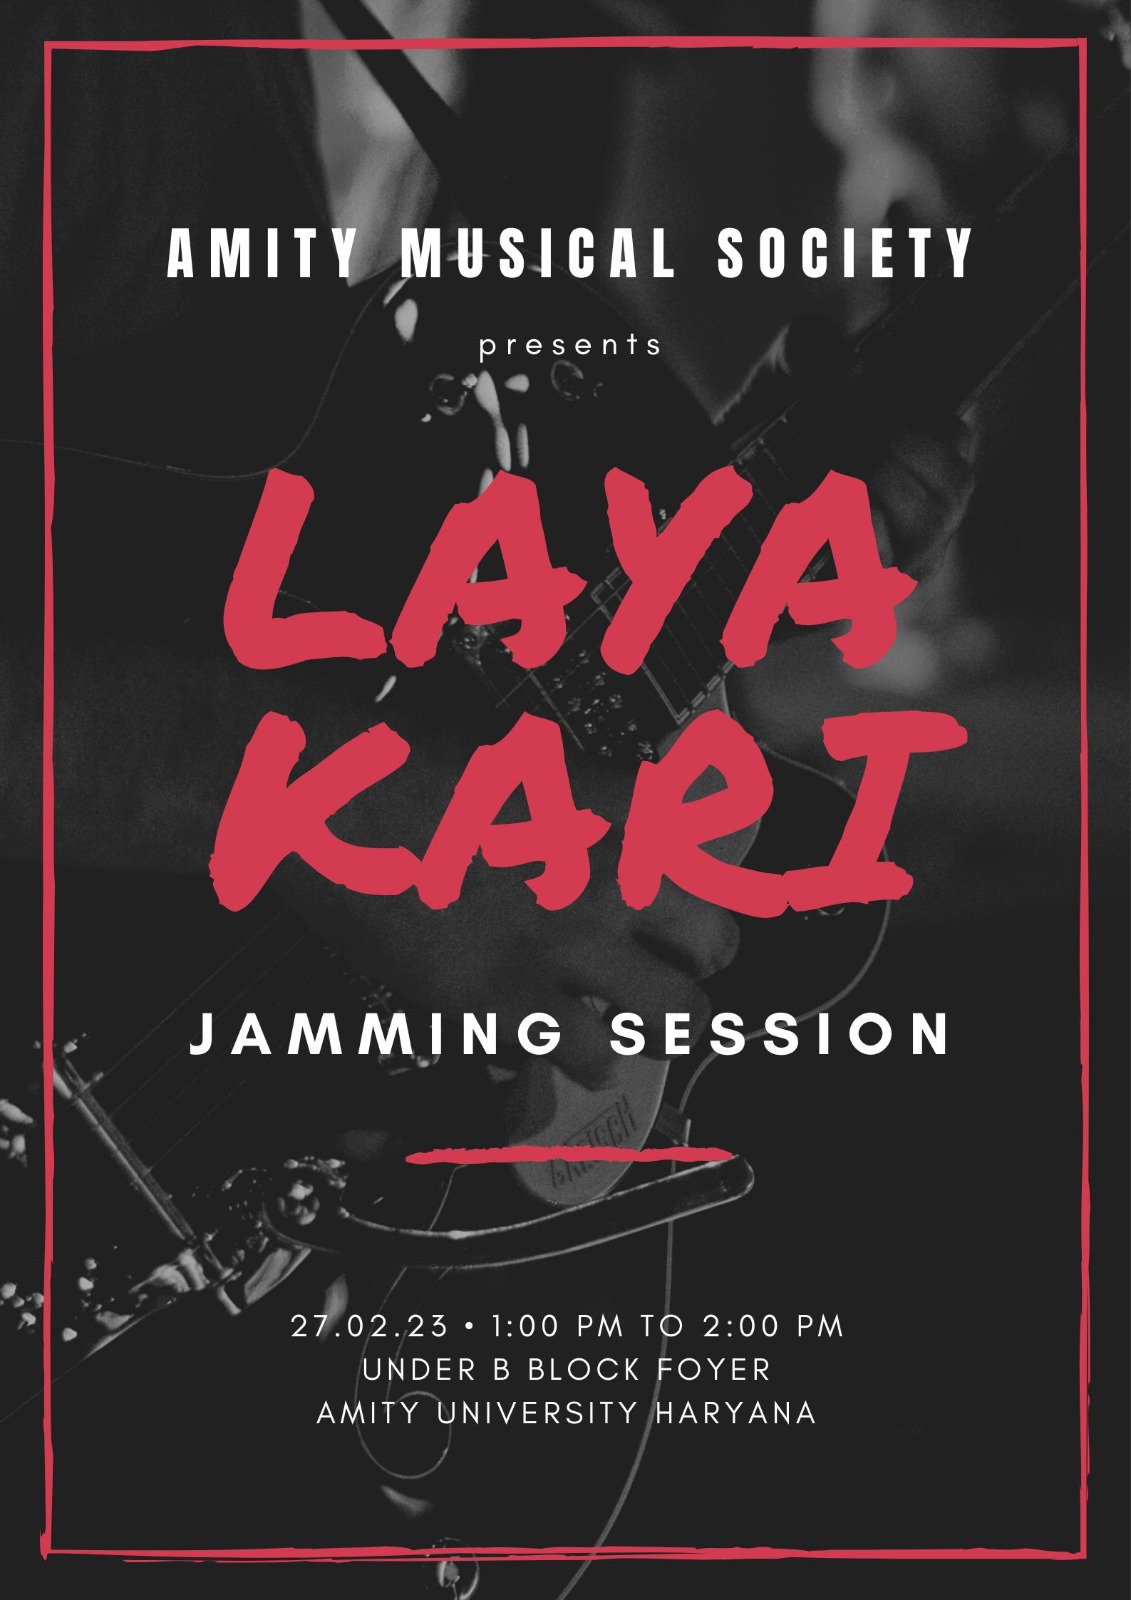 AMITY MUSICAL SOCIETY
presents
LAYA
KARI
JAMMING SESSION
27.02.23 • 1:00 PM TO 2:00 PM
UNDER B BLOCK FOYER
AMITY UNIVERSITY HARYANA